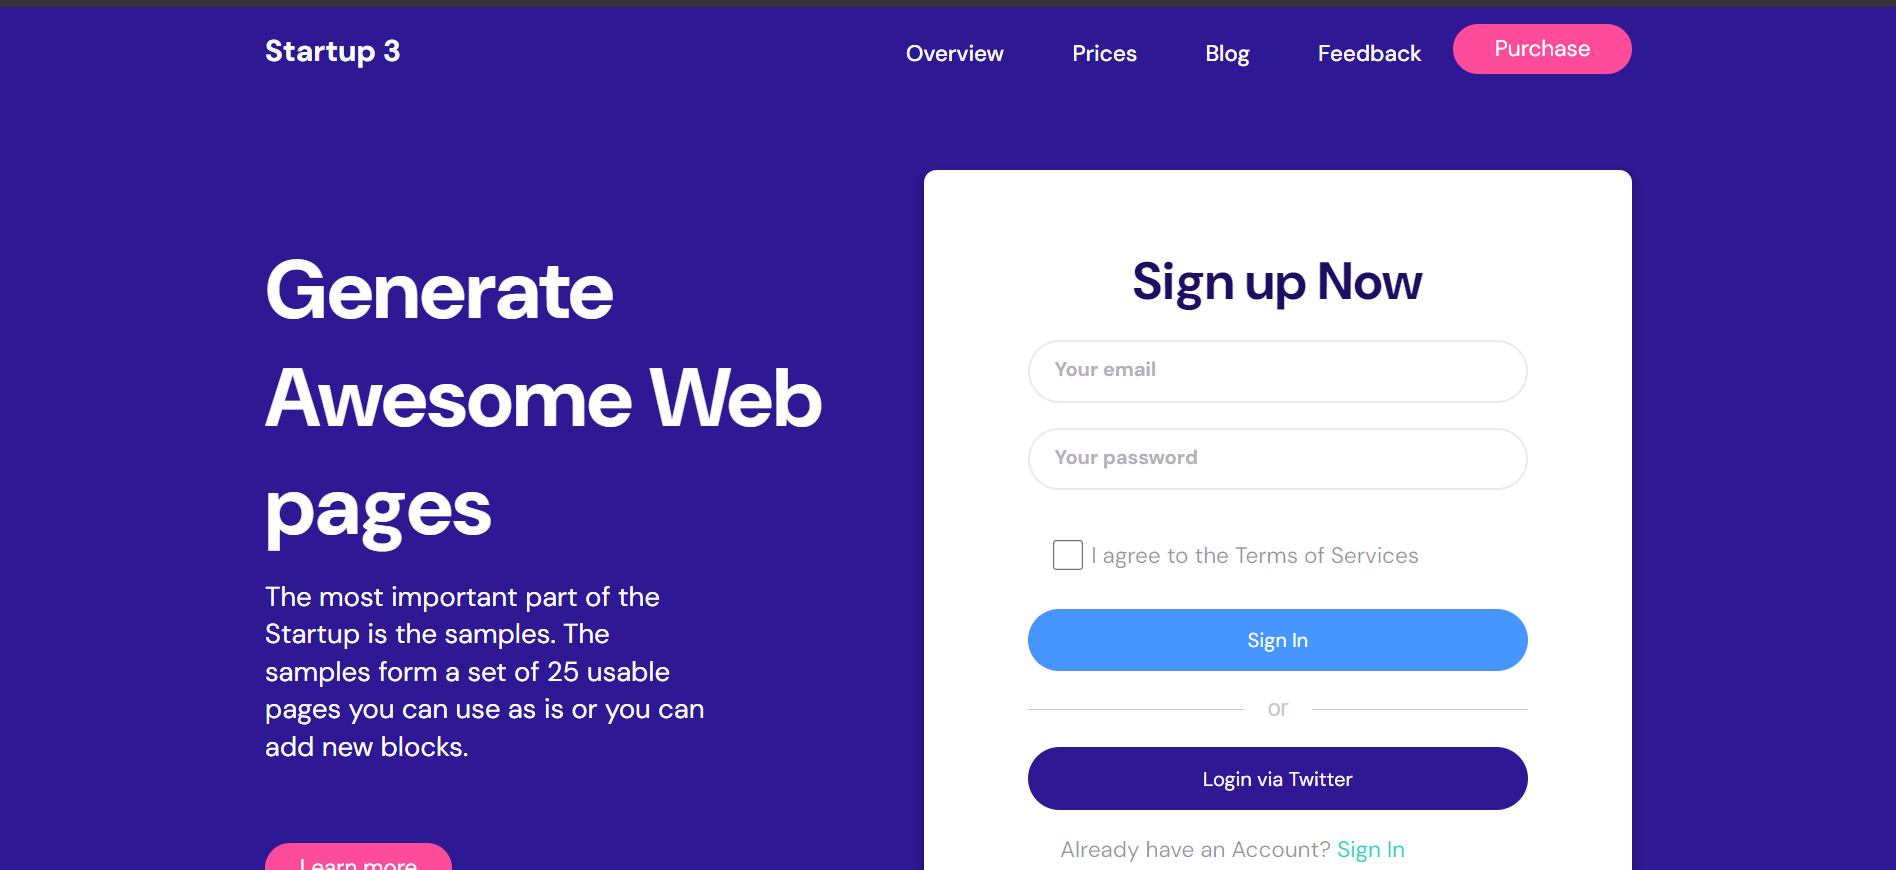 Startup 3
Overview
Prices
Blog
Feedback
Purchase
Generate
Awesome Web
pages
The most important part of the
Startup is the samples. The
samples form a set of 25 usable
pages you can use as is or you can
add new blocks.
Learn more
Sign up Now
Your email
Your password
I agree to the Terms of Services
Sign In
or
Login via Twitter
Already have an Account? Sign In